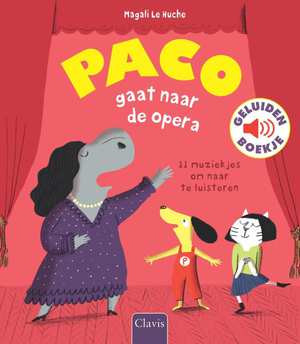 Magali Le Huche
PACO
gaat naar
de opera
GELUIDEN
BOEKJE
11 muziekjes
om naar
te luisteren
P
Clavis